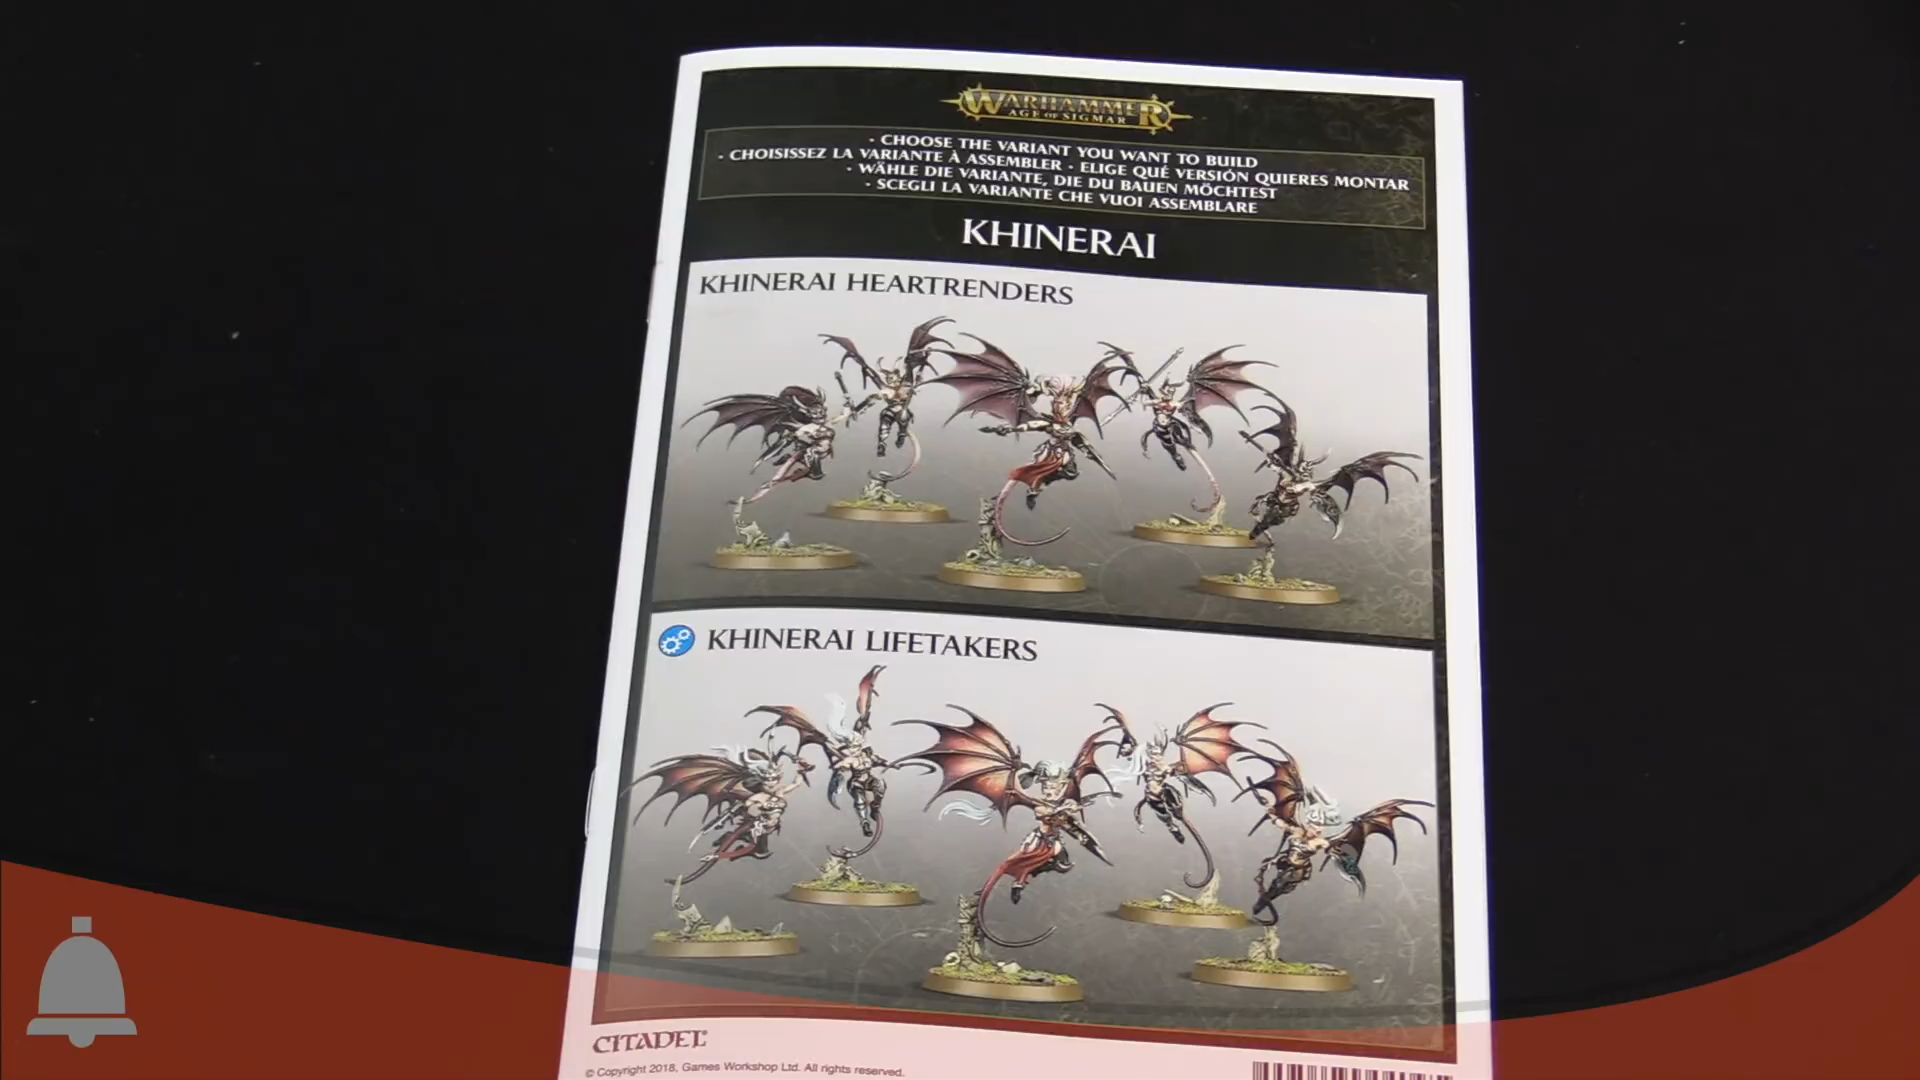 WARHAMMER
AGE OF SIGMAR
· CHOOSE THE VARIANT YOU WANT TO BUILD
· CHOISISSEZ LA VARIANTE À ASSEMBLER · ELIGE QUÉ VERSIÓN QUIERES MONTAR
· WÄHLE DIE VARIANTE, DIE DU BAUEN MÖCHTEST
· SCEGLI LA VARIANTE CHE VUOI ASSEMBLARE
KHINERAI
KHINERAI HEARTRENDERS
KHINERAI LIFETAKERS
CITADEL
© Copyright 2018, Games Workshop Ltd. All rights reserved.